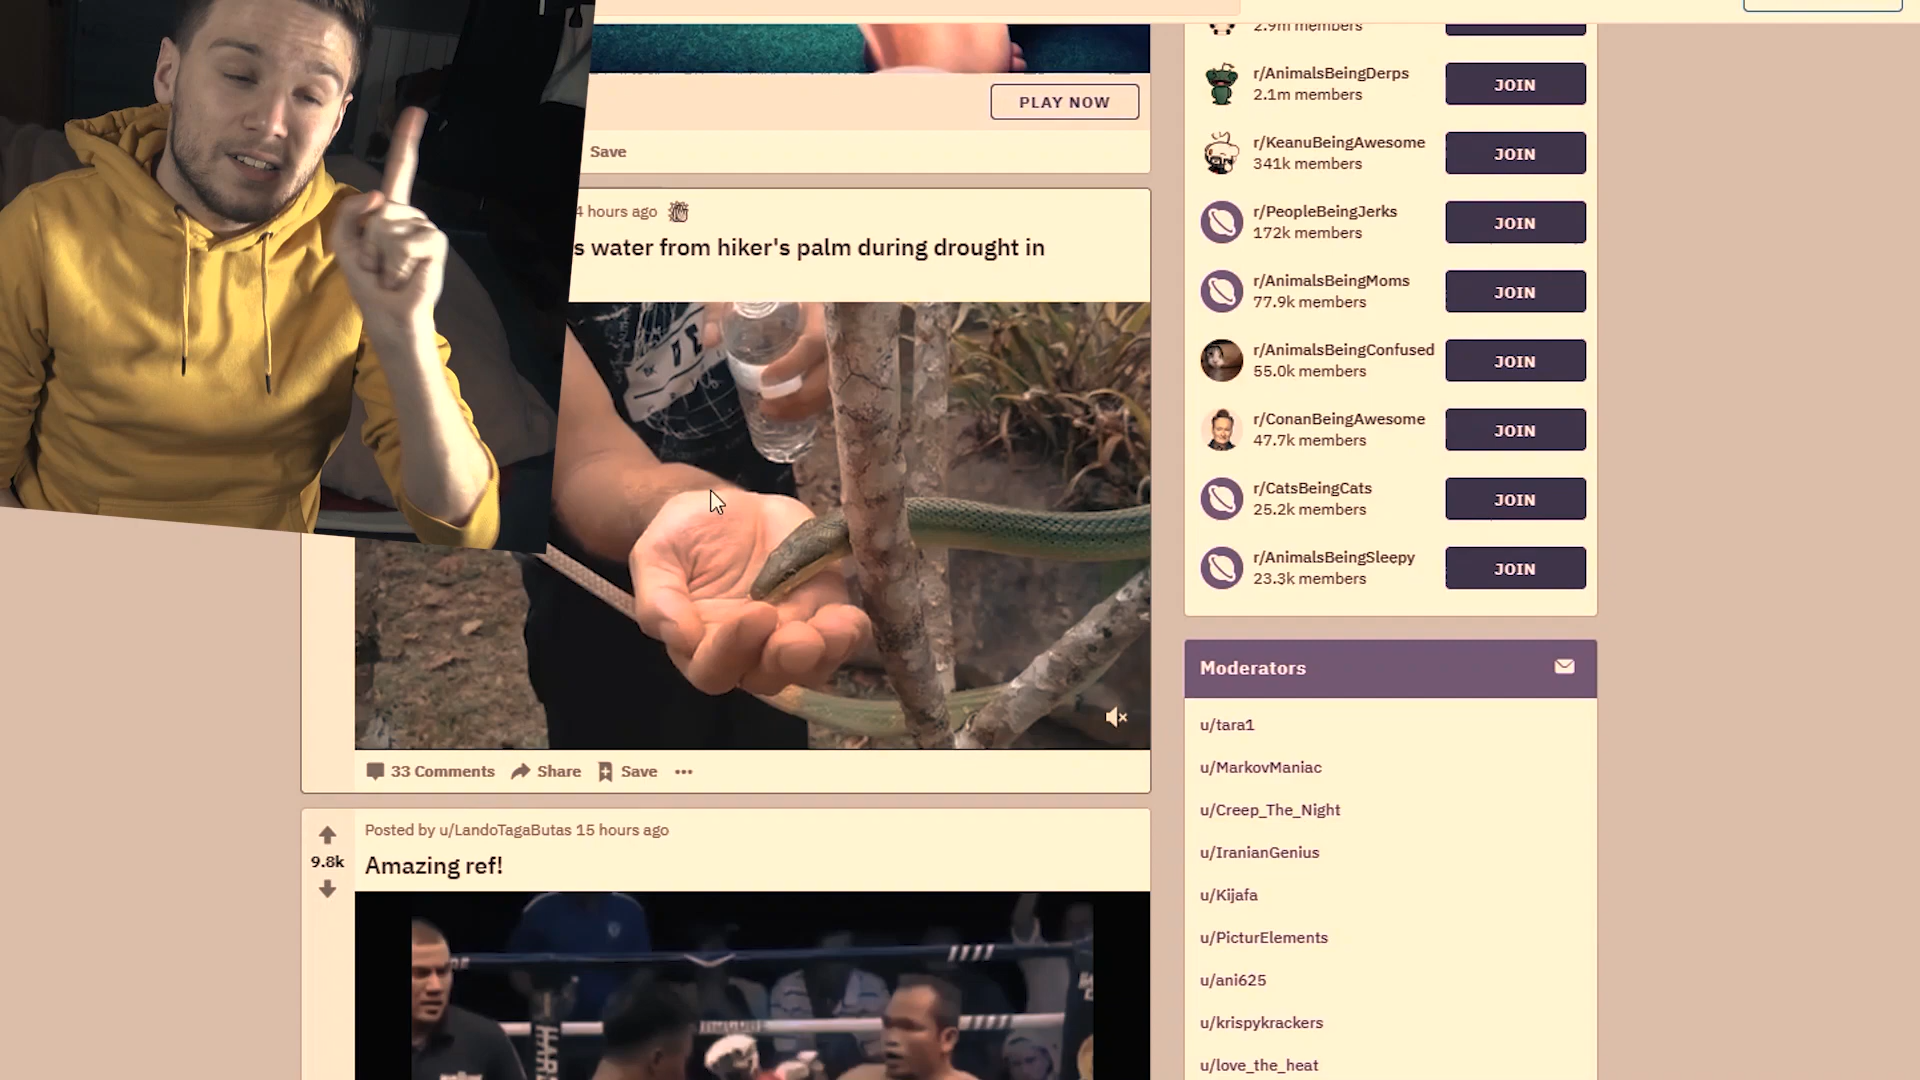 2.9m members
r/AnimalsBeingDerps
2.1m members
JOIN
PLAY NOW
r/KeanuBeingAwesome
341k members
JOIN
Save
r/PeopleBeingJerks
172k members
JOIN
4 hours ago
s water from hiker's palm during drought in
r/AnimalsBeingMoms
77.9k members
JOIN
r/AnimalsBeingConfused
55.0k members
JOIN
r/ConanBeingAwesome
47.7k members
JOIN
r/CatsBeingCats
25.2k members
JOIN
r/AnimalsBeingSleepy
23.3k members
JOIN
33 Comments Share Save
Posted by u/LandoTagaButas 15 hours ago
9.8k
Amazing ref!
Moderators
u/tara1
u/MarkovManiac
u/Creep_The_Night
u/IranianGenius
u/Kijafa
u/PicturElements
u/ani625
u/krispykrackers
u/love_the_heat